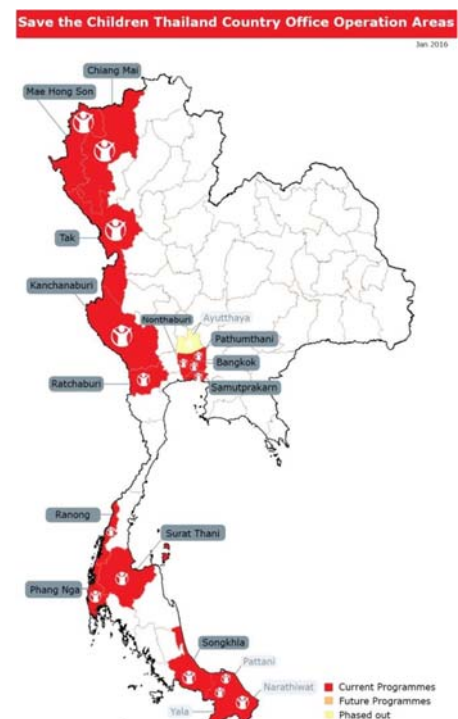 Save the Children Thailand Country Office Operation Areas
Jan 2016
Chiang Mai
Mae Hong Son
Tak
Kanchanaburi
Nonthaburi
Ayutthaya
Pathumthani
Bangkok
Ratchaburi
Samutprakarn
Ranong
Surat Thani
Phang Nga
Songkhla
Pattani
Narathiwat
Yala
Current Programmes
Future Programmes
Phased out